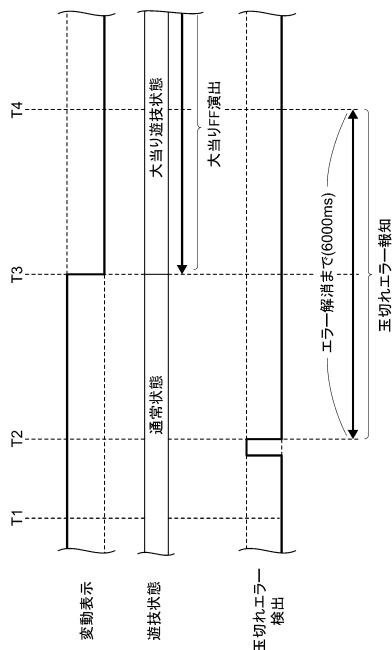 T1
T2
T3
T4
変動表示
遊技状態
通常状態
大当り遊技状態
大当りFF演出
玉切れエラー
検出
エラー解消まで(6000ms)
玉切れエラー報知